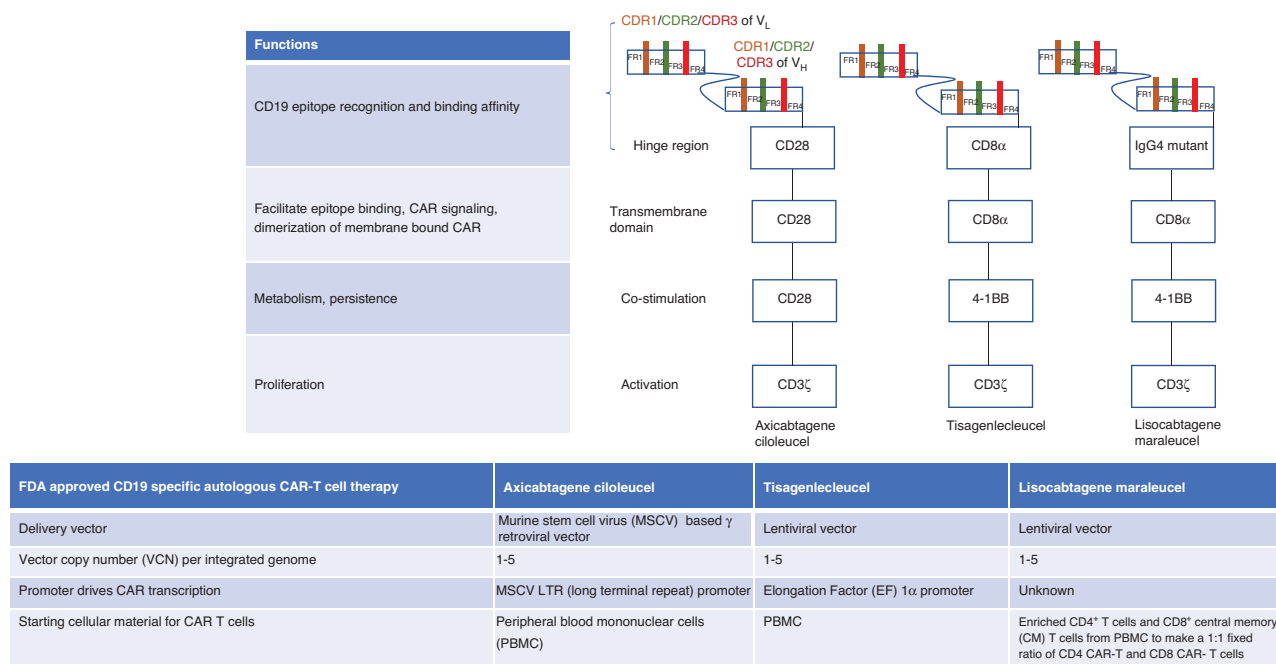 CDR1/CDR2/CDR3 of VL
Functions
CDR1/CDR2/
CDR3 of VH
FR1 FR2 FR3 FR4
FR1 FR2 FR3 FR4
FR1 FR2 FR3 FR4
FR1 FR2 FR3 FR4
FR1 FR2 FR3 FR4
FR1 FR2 FR3 FR4
CD19 epitope recognition and binding affinity
Hinge region
CD28
CD8α
IgG4 mutant
Facilitate epitope binding, CAR signaling,
dimerization of membrane bound CAR
Transmembrane
domain
CD28
CD8α
CD8α
Metabolism, persistence
Co-stimulation
CD28
4-1BB
4-1BB
Proliferation
Activation
CD3ζ
CD3ζ
CD3ζ
Axicabtagene
ciloleucel
Tisagenlecleucel
Lisocabtagene
maraleucel
FDA approved CD19 specific autologous CAR-T cell therapy
Axicabtagene ciloleucel
Tisagenlecleucel
Lisocabtagene maraleucel
Delivery vector
Murine stem cell virus (MSCV) based γ
retroviral vector
Lentiviral vector
Lentiviral vector
Vector copy number (VCN) per integrated genome
1-5
1-5
1-5
Promoter drives CAR transcription
MSCV LTR (long terminal repeat) promoter
Elongation Factor (EF) 1α promoter
Unknown
Starting cellular material for CAR T cells
Peripheral blood mononuclear cells
(PBMC)
PBMC
Enriched CD4⁺ T cells and CD8⁺ central memory
(CM) T cells from PBMC to make a 1:1 fixed
ratio of CD4 CAR-T and CD8 CAR- T cells